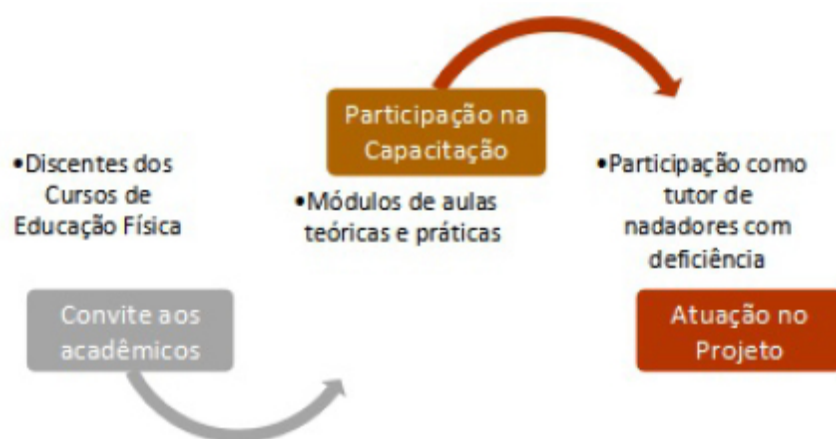 •Discentes dos
Cursos de
Educação Física
Convite aos
acadêmicos
Participação na
Capacitação
•Módulos de aulas
teóricas e práticas
•Participação como
tutor de
nadadores com
deficiência
Atuação no
Projeto